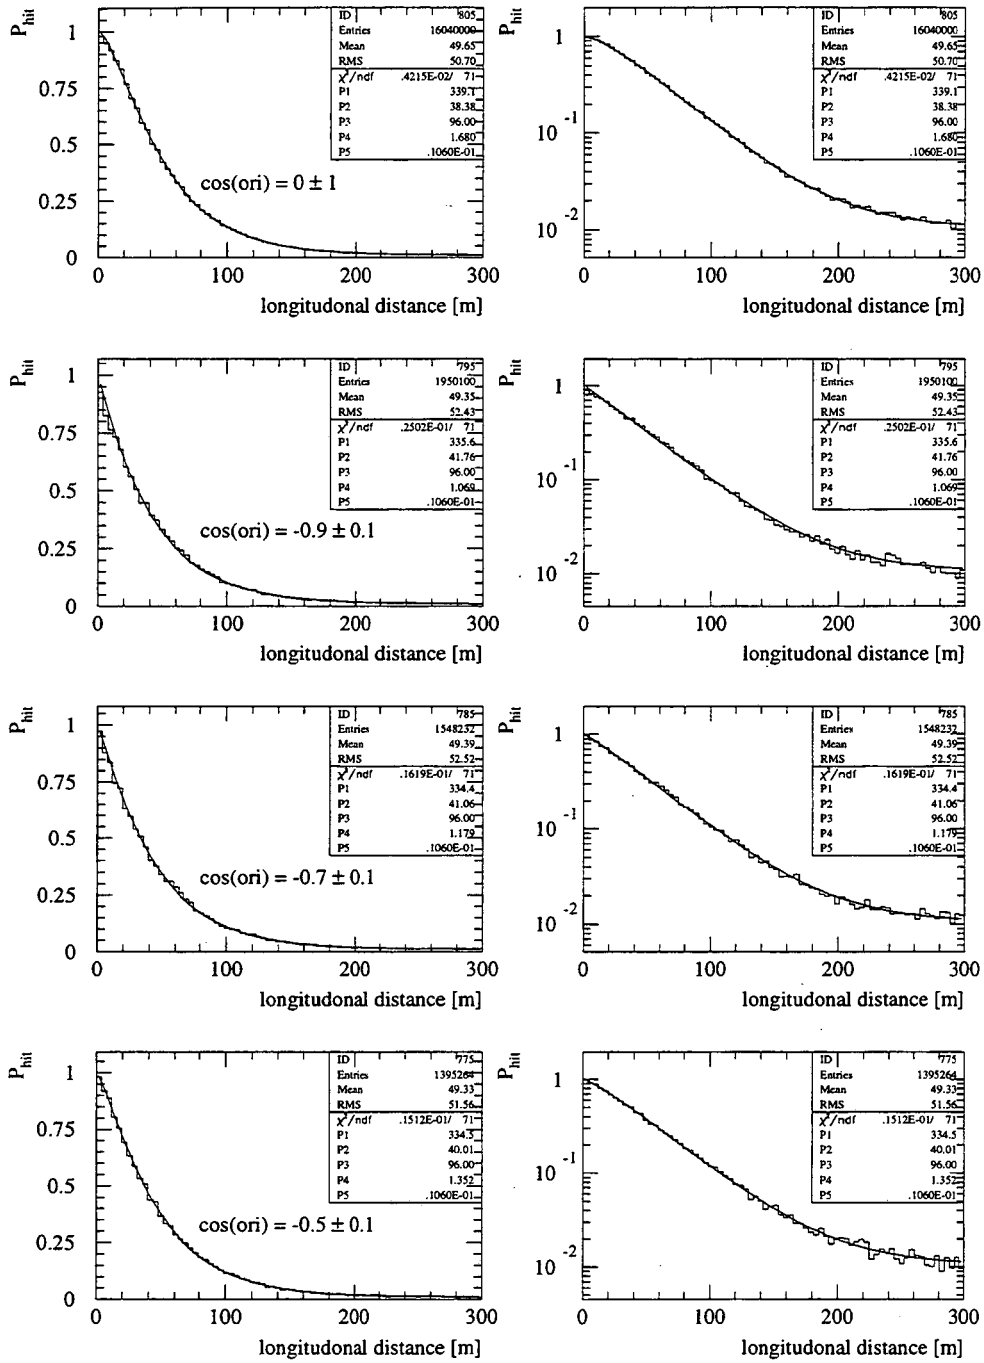 P_hit
1
0.75
0.5
0.25
0
ID 805
Entries 16040000
Mean 49.65
RMS 50.70
χ²/ndf .4215E-02/ 71
P1 339.1
P2 38.38
P3 96.00
P4 1.680
P5 .1060E-01
cos(ori) = 0 ± 1
0 100 200 300
longitudonal distance [m]
P_hit
1
10⁻¹
10⁻²
ID 805
Entries 16040000
Mean 49.65
RMS 50.70
χ²/ndf .4215E-02/ 71
P1 339.1
P2 38.38
P3 96.00
P4 1.680
P5 .1060E-01
0 100 200 300
longitudonal distance [m]
P_hit
1
0.75
0.5
0.25
0
ID 795
Entries 1950100
Mean 49.35
RMS 52.43
χ²/ndf .2502E-01/ 71
P1 335.6
P2 41.76
P3 96.00
P4 1.069
P5 .1060E-01
cos(ori) = -0.9 ± 0.1
0 100 200 300
longitudonal distance [m]
P_hit
1
10⁻¹
10⁻²
ID 795
Entries 1950100
Mean 49.35
RMS 52.43
χ²/ndf .2502E-01/ 71
P1 335.6
P2 41.76
P3 96.00
P4 1.069
P5 .1060E-01
0 100 200 300
longitudonal distance [m]
P_hit
1
0.75
0.5
0.25
0
ID 785
Entries 1548232
Mean 49.39
RMS 52.52
χ²/ndf .1619E-01/ 71
P1 334.4
P2 41.06
P3 96.00
P4 1.179
P5 .1060E-01
cos(ori) = -0.7 ± 0.1
0 100 200 300
longitudonal distance [m]
P_hit
1
10⁻¹
10⁻²
ID 785
Entries 1548232
Mean 49.39
RMS 52.52
χ²/ndf .1619E-01/ 71
P1 334.4
P2 41.06
P3 96.00
P4 1.179
P5 .1060E-01
0 100 200 300
longitudonal distance [m]
P_hit
1
0.75
0.5
0.25
0
ID 775
Entries 1395264
Mean 49.33
RMS 51.56
χ²/ndf .1512E-01/ 71
P1 334.5
P2 40.01
P3 96.00
P4 1.352
P5 .1060E-01
cos(ori) = -0.5 ± 0.1
0 100 200 300
longitudonal distance [m]
P_hit
1
10⁻¹
10⁻²
ID 775
Entries 1395264
Mean 49.33
RMS 51.56
χ²/ndf .1512E-01/ 71
P1 334.5
P2 40.01
P3 96.00
P4 1.352
P5 .1060E-01
0 100 200 300
longitudonal distance [m]